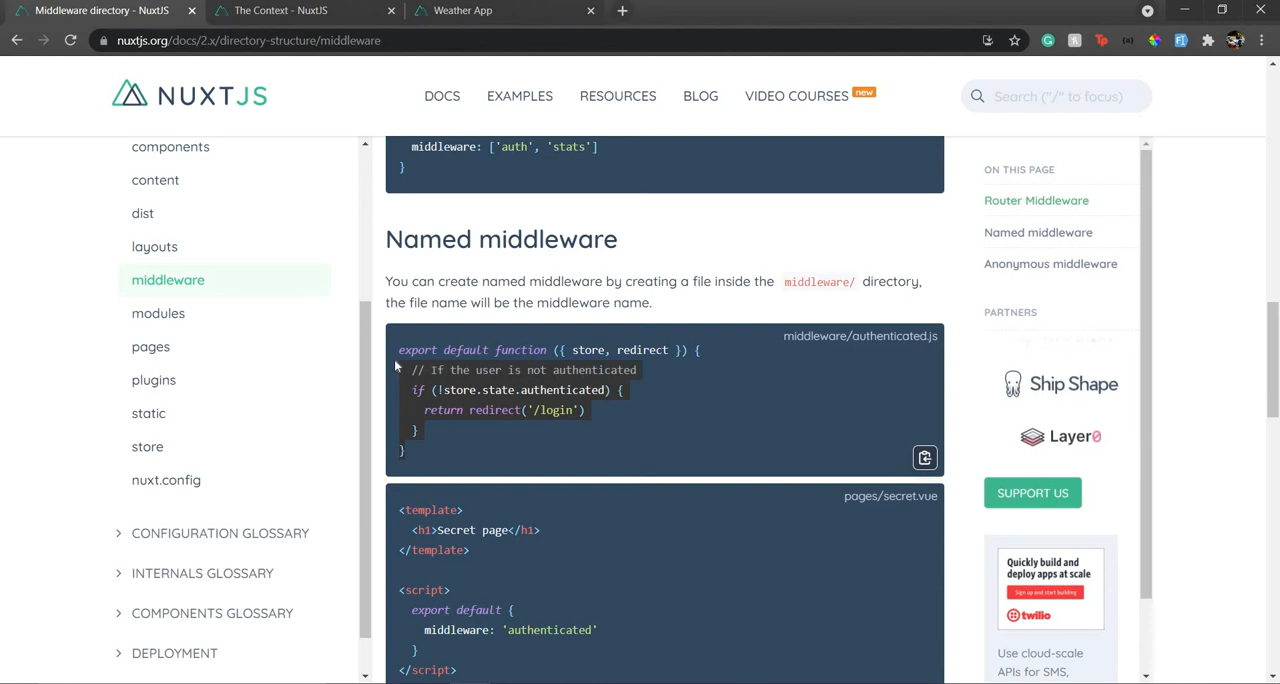 Middleware directory - NuxtJS
The Context - NuxtJS
Weather App
nuxtjs.org/docs/2.x/directory-structure/middleware
NUXTJS
DOCS
EXAMPLES
RESOURCES
BLOG
VIDEO COURSES new
Search ("/" to focus)
components
content
dist
layouts
middleware
modules
pages
plugins
static
store
nuxt.config
CONFIGURATION GLOSSARY
INTERNALS GLOSSARY
COMPONENTS GLOSSARY
DEPLOYMENT
middleware: ['auth', 'stats']
}
Named middleware
You can create named middleware by creating a file inside the middleware/ directory,
the file name will be the middleware name.
middleware/authenticated.js
export default function ({ store, redirect }) {
// If the user is not authenticated
if (!store.state.authenticated) {
return redirect('/login')
}
}
pages/secret.vue
<template>
<h1>Secret page</h1>
</template>
<script>
export default {
middleware: 'authenticated'
}
</script>
ON THIS PAGE
Router Middleware
Named middleware
Anonymous middleware
PARTNERS
Ship Shape
Layer0
SUPPORT US
Quickly build and
deploy apps at scale
Sign up and start building
twilio
Use cloud-scale
APIs for SMS,